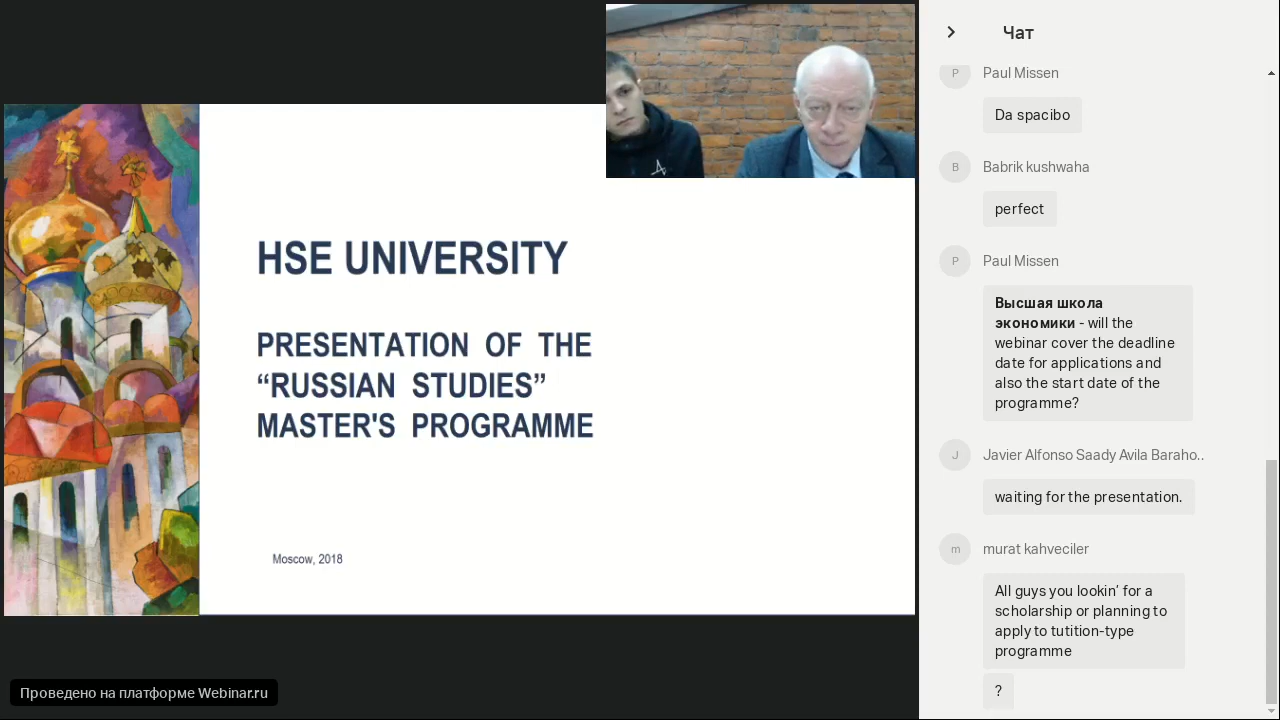 HSE UNIVERSITY
PRESENTATION OF THE
“RUSSIAN STUDIES”
MASTER'S PROGRAMME
Moscow, 2018
Проведено на платформе Webinar.ru
Чат
P
Paul Missen
Da spacibo
B
Babrik kushwaha
perfect
P
Paul Missen
Высшая школа
экономики - will the
webinar cover the deadline
date for applications and
also the start date of the
programme?
J
Javier Alfonso Saady Avila Baraho..
waiting for the presentation.
m
murat kahveciler
All guys you lookin’ for a
scholarship or planning to
apply to tutition-type
programme
?